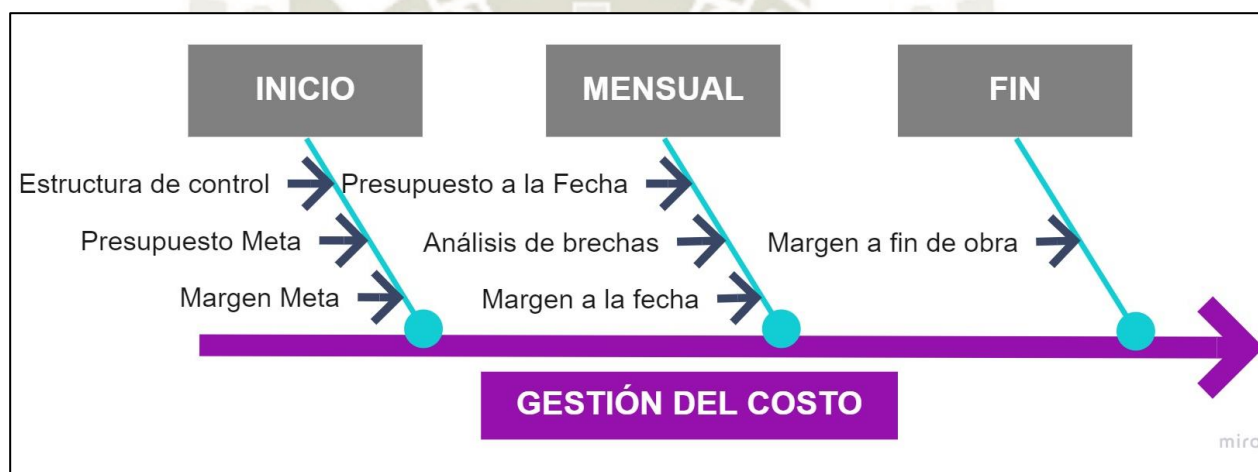 INICIO
MENSUAL
FIN
Estructura de control
Presupuesto a la Fecha
Presupuesto Meta
Análisis de brechas
Margen a fin de obra
Margen Meta
Margen a la fecha
GESTIÓN DEL COSTO
miro